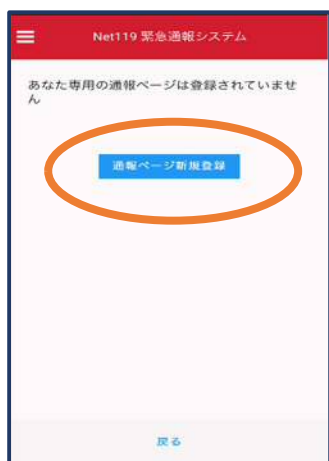 Net119 緊急通報システム
あなた専用の通報ページは登録されていませ
ん
通報ページ新規登録
戻る